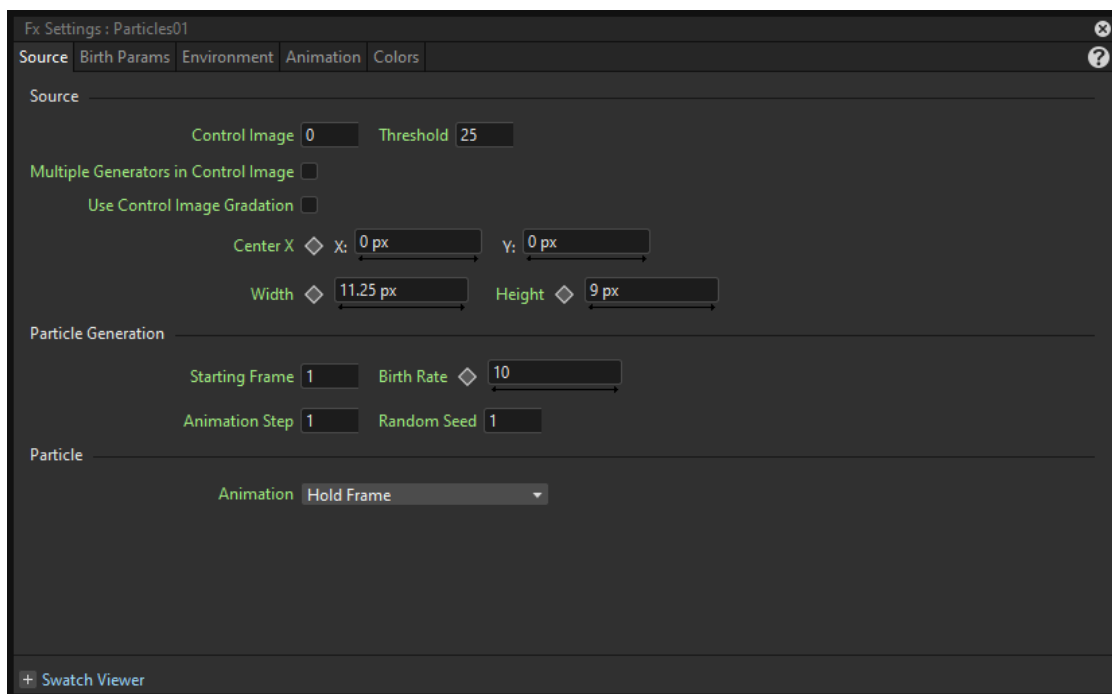 Fx Settings : Particles01
Source Birth Params Environment Animation Colors
Source
Control Image 0 Threshold 25
Multiple Generators in Control Image
Use Control Image Gradation
Center X X: 0 px Y: 0 px
Width 11.25 px Height 9 px
Particle Generation
Starting Frame 1 Birth Rate 10
Animation Step 1 Random Seed 1
Particle
Animation Hold Frame
Swatch Viewer